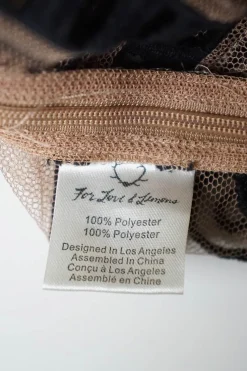 For Love & Lemons
100% Polyester
100% Polyester
Designed In Los Angeles
Assembled In China
Conçu à Los Angeles
Assemblé en Chine